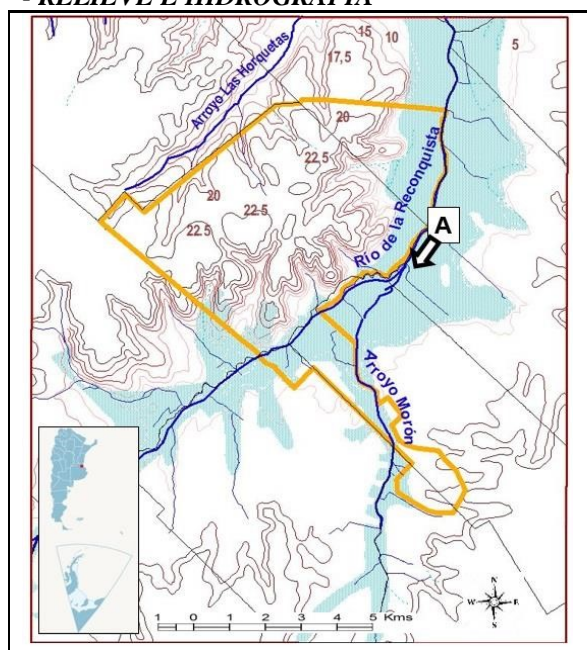 - RELIEVE E HIDROGRAFÍA
15
10
5
17,5
Arroyo Las Horquetas
20
22.5
Río de la Reconquista
A
20
22.5
22.5
Arroyo Morón
N
W E
S
1 0 1 2 3 4 5 Kms